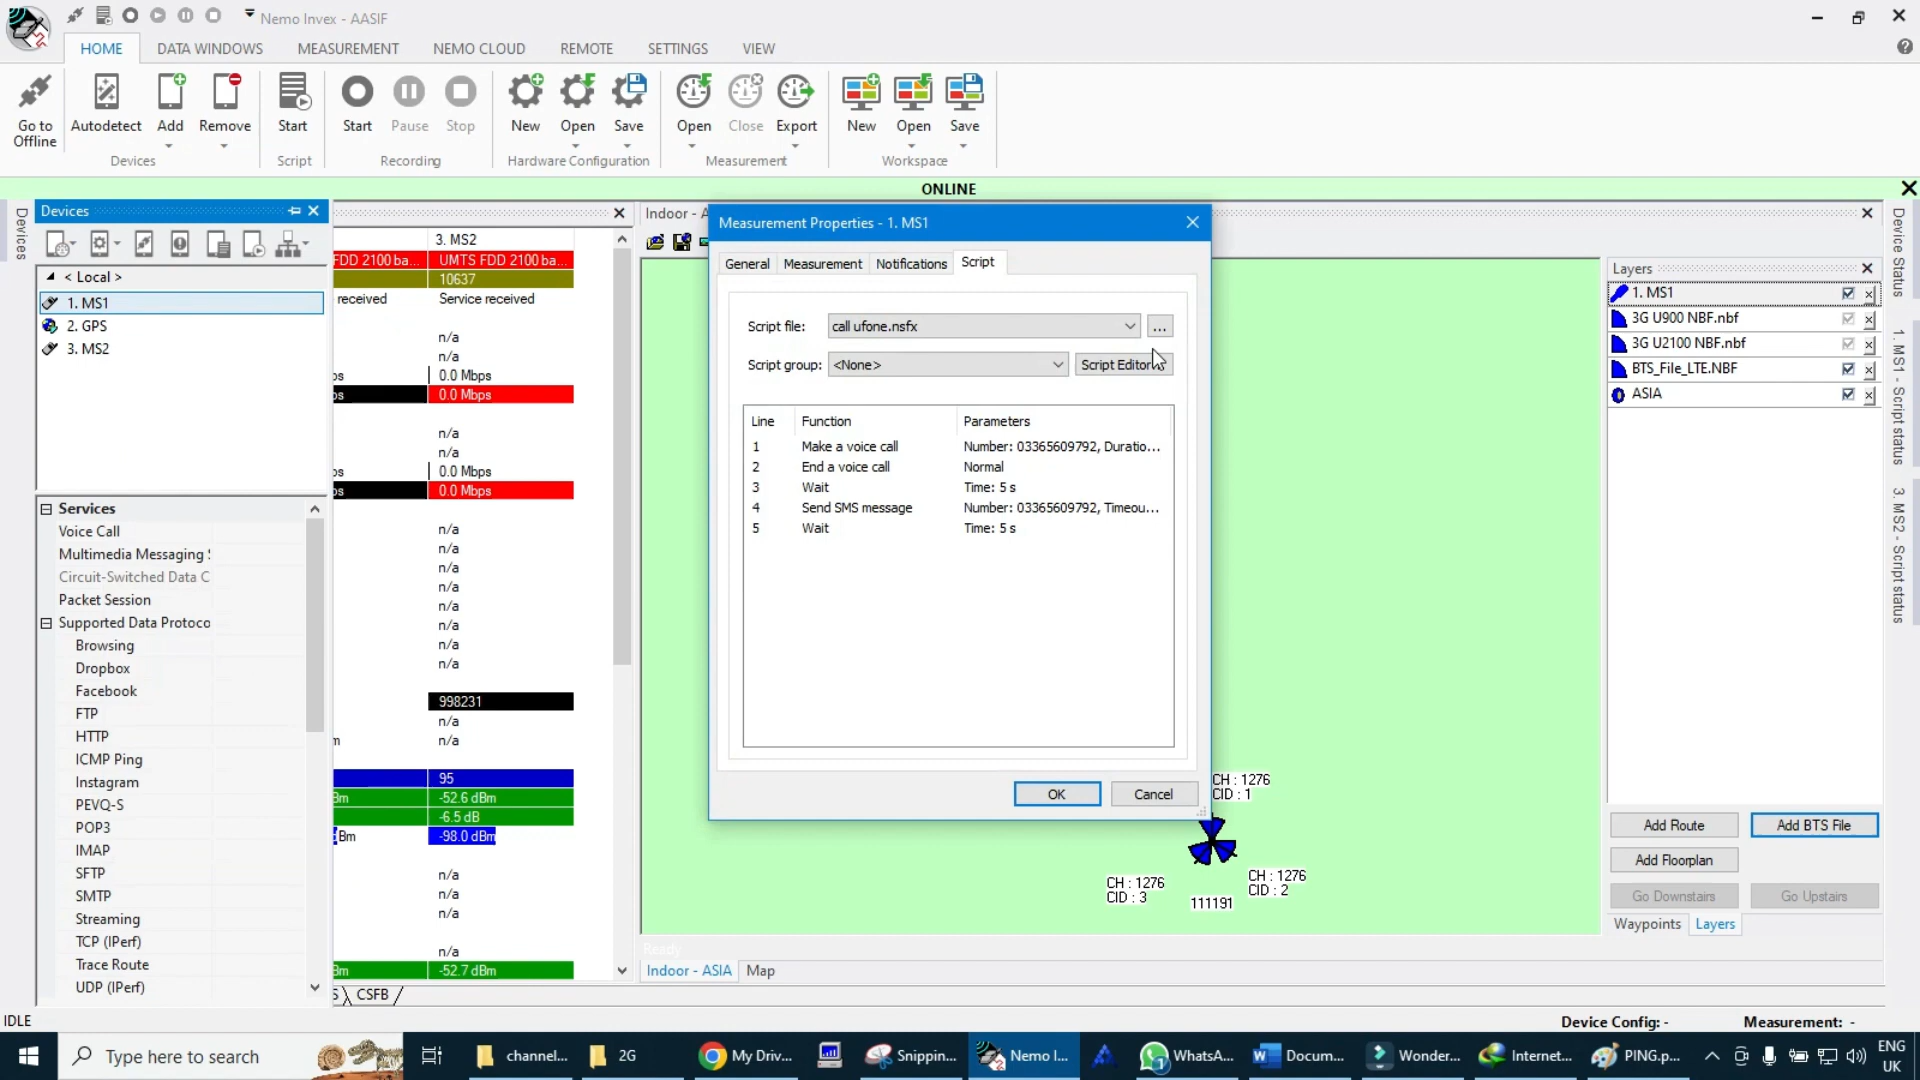 Nemo Invex - AASIF
HOME DATA WINDOWS MEASUREMENT NEMO CLOUD REMOTE SETTINGS VIEW
Go to Offline
Autodetect Add Remove
Devices
Start
Script
Start Pause Stop
Recording
New Open Save
Hardware Configuration
Open Close Export
Measurement
New Open Save
Workspace
ONLINE
Devices
Devices
< Local >
1. MS1
2. GPS
3. MS2
Services
Voice Call
Multimedia Messaging
Circuit-Switched Data C
Packet Session
Supported Data Protoco
Browsing
Dropbox
Facebook
FTP
HTTP
ICMP Ping
Instagram
PEVQ-S
POP3
IMAP
SFTP
SMTP
Streaming
TCP (IPerf)
Trace Route
UDP (IPerf)
3. MS2
FDD 2100 ba... UMTS FDD 2100 ba...
10637
received Service received
n/a
n/a
0.0 Mbps
0.0 Mbps
n/a
n/a
0.0 Mbps
0.0 Mbps
n/a
n/a
n/a
n/a
n/a
n/a
n/a
n/a
998231
n/a
n/a
95
-52.6 dBm
-6.5 dB
Bm -98.0 dBm
n/a
n/a
n/a
n/a
-52.7 dBm
CSFB
Indoor - A
Measurement Properties - 1. MS1
General Measurement Notifications Script
Script file: call ufone.nsfx ...
Script group: <None> Script Editor
Line Function Parameters
1 Make a voice call Number: 03365609792, Duratio...
2 End a voice call Normal
3 Wait Time: 5 s
4 Send SMS message Number: 03365609792, Timeou...
5 Wait Time: 5 s
OK Cancel
CH : 1276
CID : 1
CH : 1276
CID : 3
CH : 1276
CID : 2
111191
Ready
Indoor - ASIA Map
Layers
1. MS1
3G U900 NBF.nbf
3G U2100 NBF.nbf
BTS_File_LTE.NBF
ASIA
Add Route Add BTS File
Add Floorplan
Go Downstairs Go Upstairs
Waypoints Layers
Device Status
1. MS1 - Script status
3. MS2 - Script status
IDLE Device Config: - Measurement: -
Type here to search
channel...
2G
My Driv...
Snippin...
Nemo I...
WhatsA...
Docum...
Wonder...
Internet...
PING.p...
ENG
UK